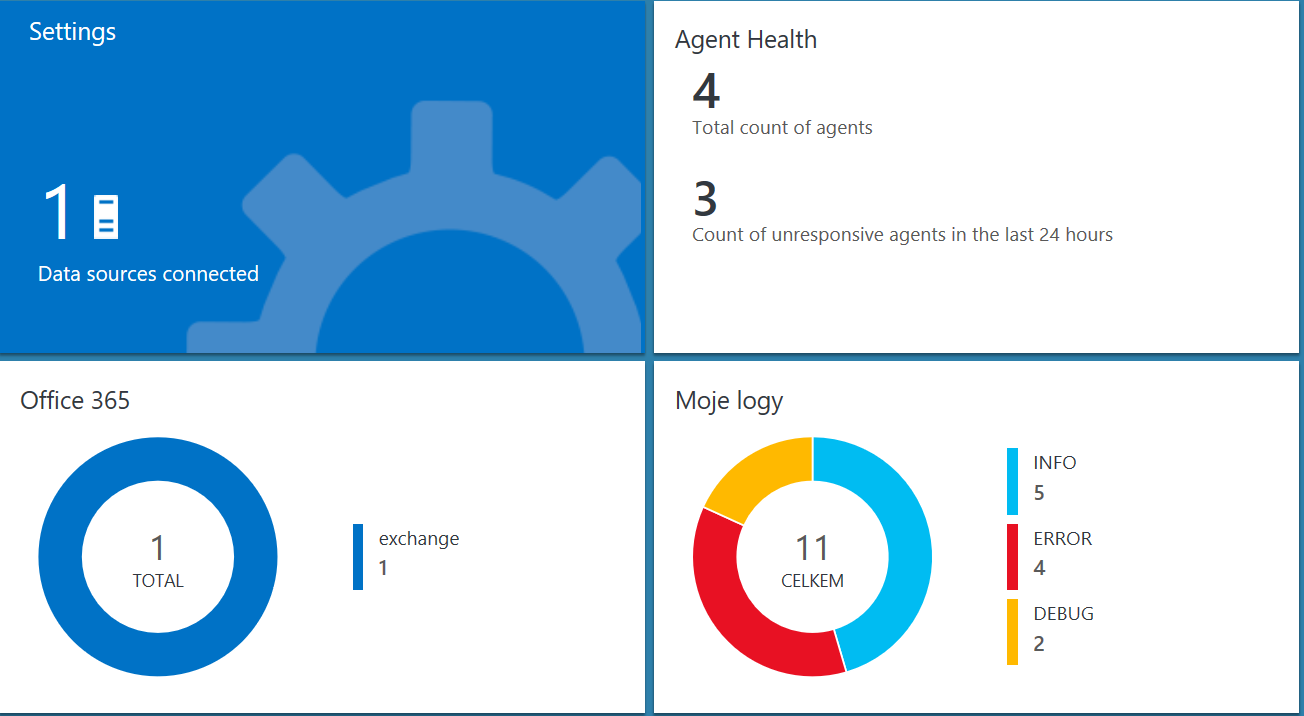 Settings
1
Data sources connected
Agent Health
4
Total count of agents
3
Count of unresponsive agents in the last 24 hours
Office 365
1
TOTAL
exchange
1
Moje logy
11
CELKEM
INFO
5
ERROR
4
DEBUG
2